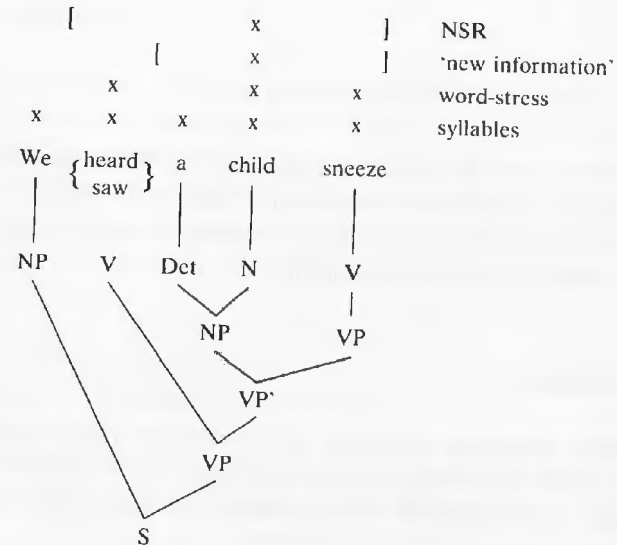 [ x ] NSR
[ x ] 'new information'
x x x word-stress
x x x x x syllables
We { heard saw } a child sneeze
NP V Det N V
NP VP
VP'
VP
S